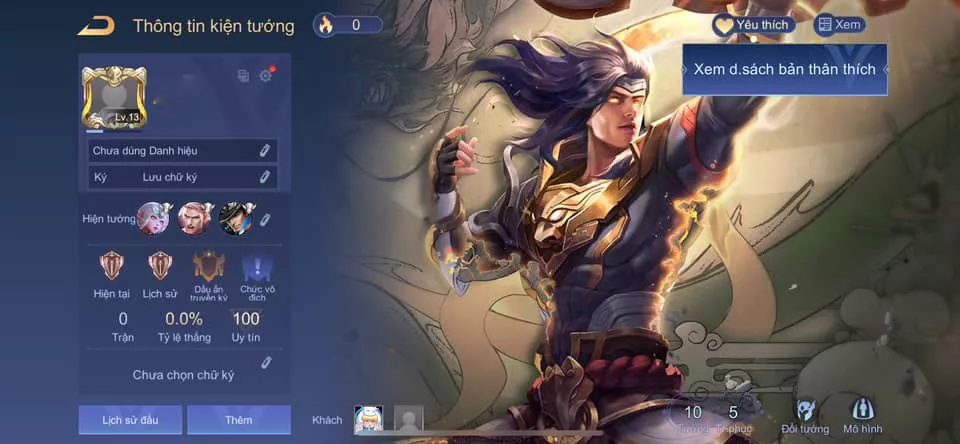 Thông tin kiện tướng
0
Yêu thích
Xem
Xem d.sách bản thân thích
Lv.13
Chưa dùng Danh hiệu
Ký Lưu chữ ký
Hiện tướng
Hiện tại
Lịch sử
Dấu ấn truyền kỳ
Chức vô địch
0
0.0%
100
Trận
Tỷ lệ thắng
Uy tín
Chưa chọn chữ ký
Lịch sử đấu
Thêm
Khách
10
5
Tướng
Tr.phục
Đổi tướng
Mô hình